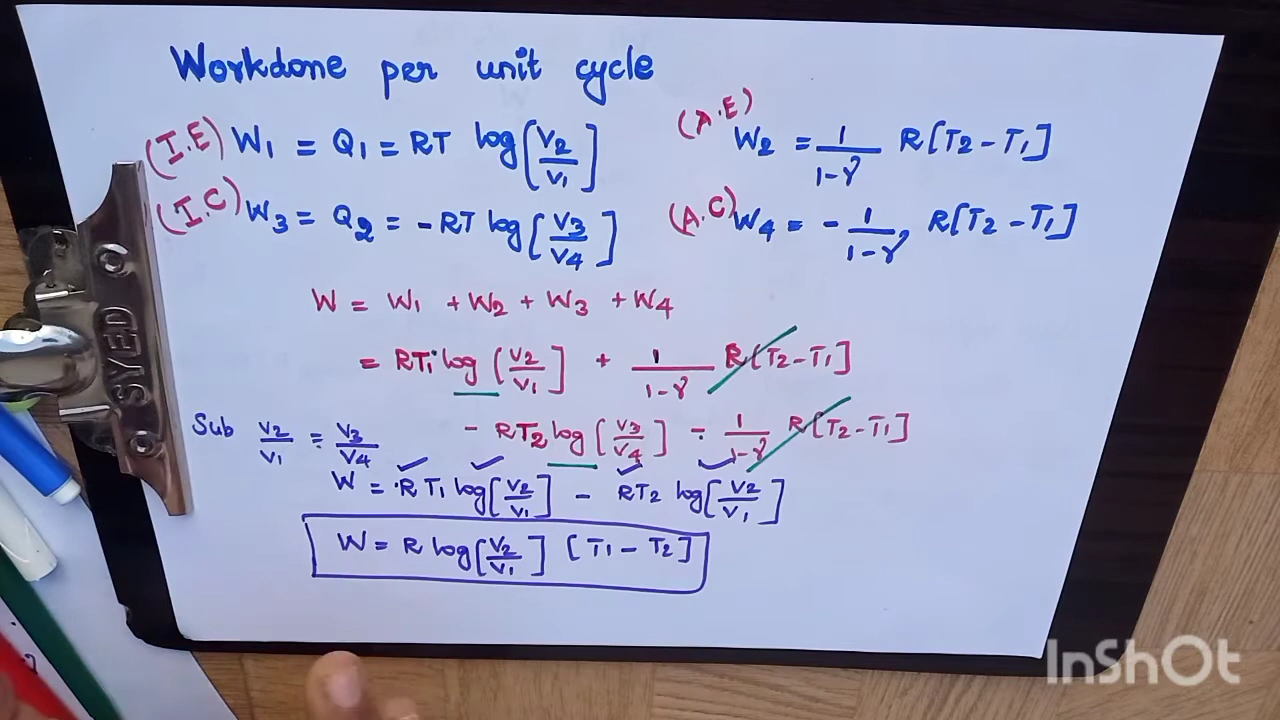 Workdone per unit cycle
(I.E) W₁ = Q₁ = RT log[V₂/V₁] (A.E) W₂ = 1/1-γ R[T₂-T₁]
(I.C) W₃ = Q₂ = -RT log[V₃/V₄] (A.C) W₄ = -1/1-γ R[T₂-T₁]
W = W₁ + W₂ + W₃ + W₄
= RT₁ log[V₂/V₁] + 1/1-γ R[T₂-T₁]
Sub V₂/V₁ = V₃/V₄ - RT₂ log[V₃/V₄] - 1/1-γ R[T₂-T₁]
W = RT₁ log[V₂/V₁] - RT₂ log[V₂/V₁]
W = R log[V₂/V₁] [T₁-T₂]
SYED
InShOt